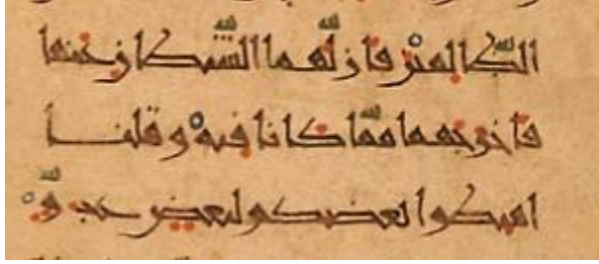 الظلمين فازلهما الشيطن عنها
فاخرجهما مما كانا فيه وقلنا
اهبطوا بعضكم لبعض عدو